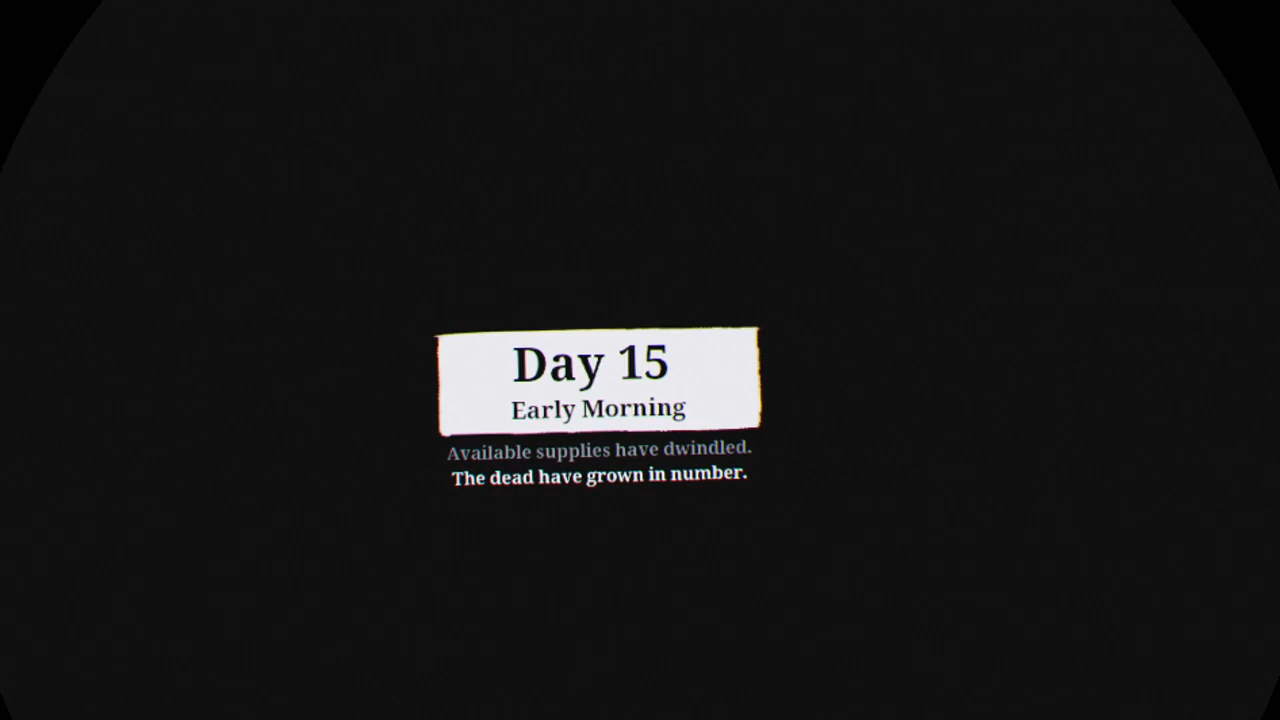 Day 15
Early Morning
Available supplies have dwindled.
The dead have grown in number.